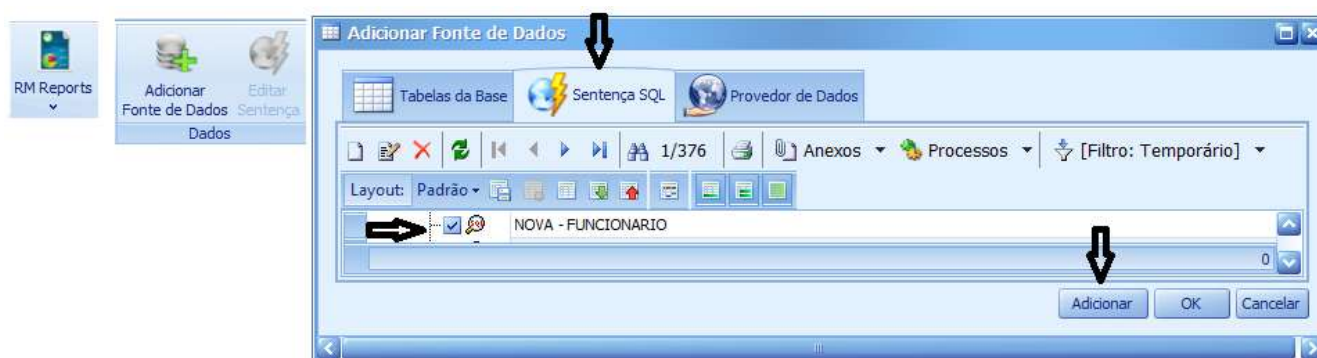 RM Reports
Adicionar
Fonte de Dados
Editar
Sentença
Dados
Adicionar Fonte de Dados
Tabelas da Base
Sentença SQL
Provedor de Dados
1/376
Anexos
Processos
[Filtro: Temporário]
Layout: Padrão
NOVA - FUNCIONARIO
0
Adicionar
OK
Cancelar